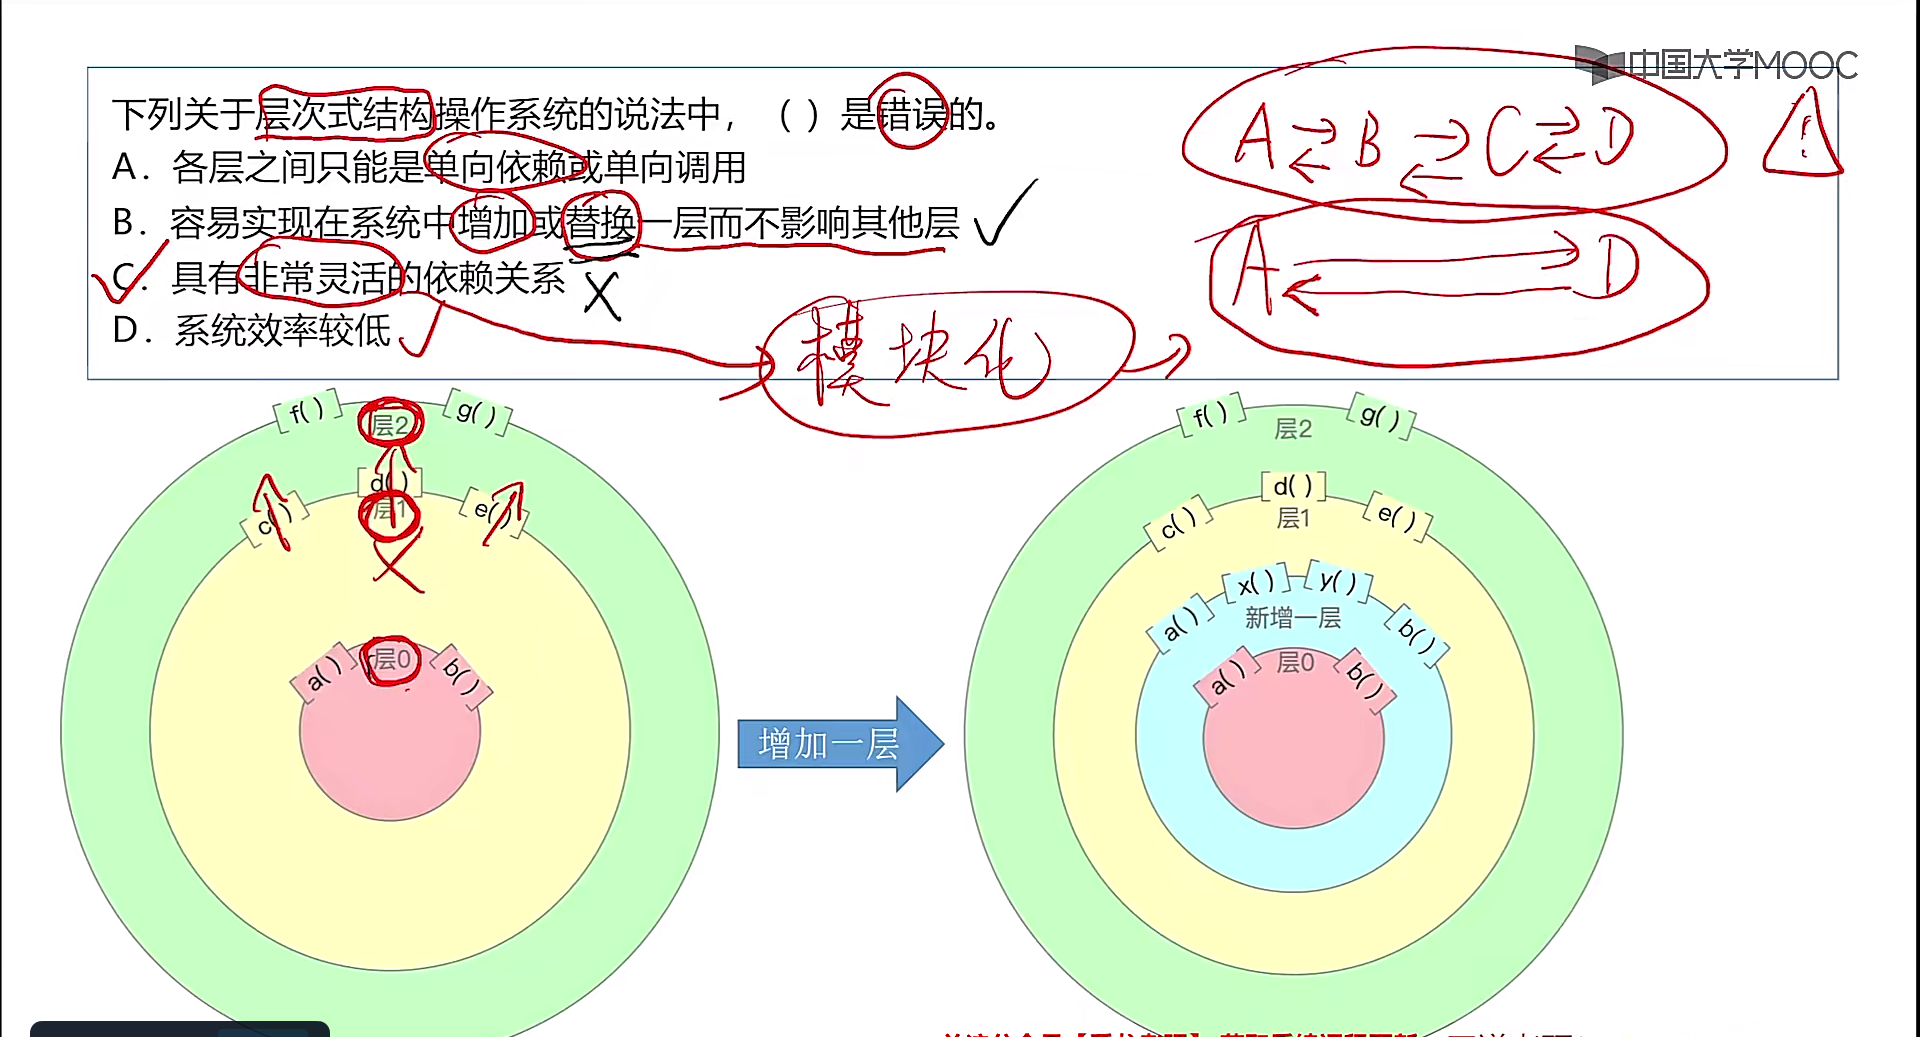 中国大学MOOC
下列关于层次式结构操作系统的说法中，（ ）是错误的。
A. 各层之间只能是单向依赖或单向调用
B. 容易实现在系统中增加或替换一层而不影响其他层
C. 具有非常灵活的依赖关系
D. 系统效率较低
A B C D
A D
模块化
f( ) 层2 g( )
c( ) d( ) e( )
层1
a( ) 层0 b( )
增加一层
f( ) 层2 g( )
c( ) d( ) e( )
层1
a( ) x( ) y( ) b( )
新增一层
a( ) 层0 b( )